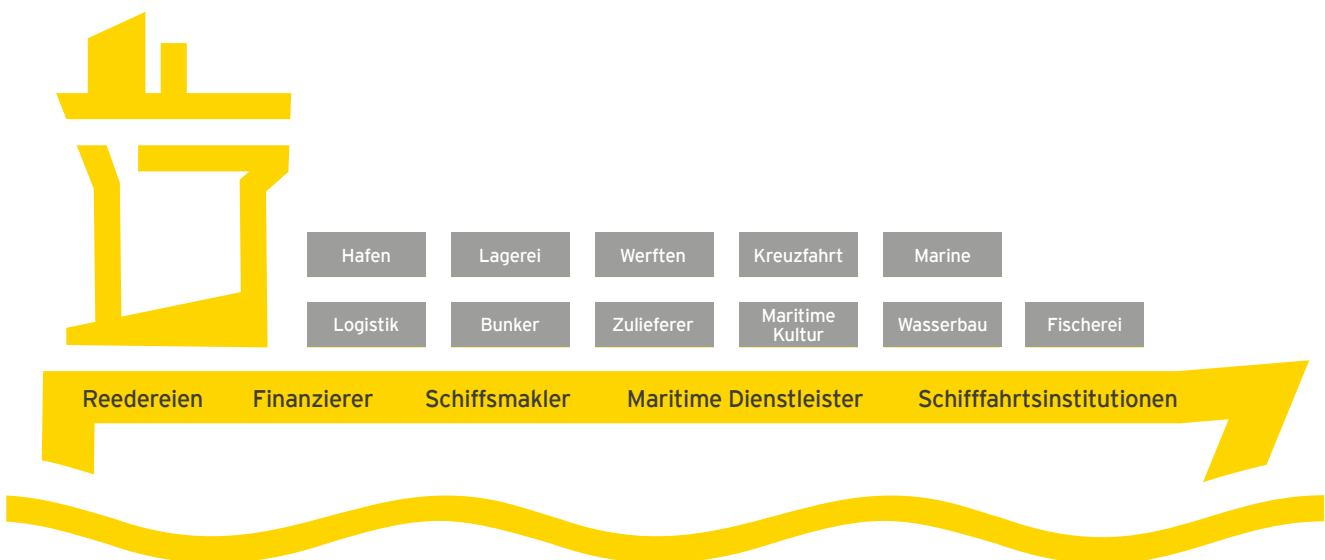 Hafen
Lagerei
Werften
Kreuzfahrt
Marine
Logistik
Bunker
Zulieferer
Maritime
Kultur
Wasserbau
Fischerei
Reedereien
Finanzierer
Schiffsmakler
Maritime Dienstleister
Schifffahrtsinstitutionen